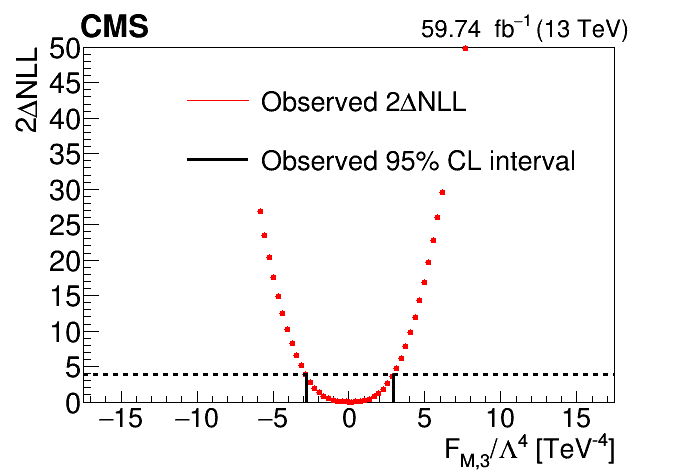 CMS 59.74 fb⁻¹ (13 TeV)
2ΔNLL
50
45
40
35
30
25
20
15
10
5
0
Observed 2ΔNLL
Observed 95% CL interval
−15 −10 −5 0 5 10 15
F_M,3/Λ⁴ [TeV⁻⁴]